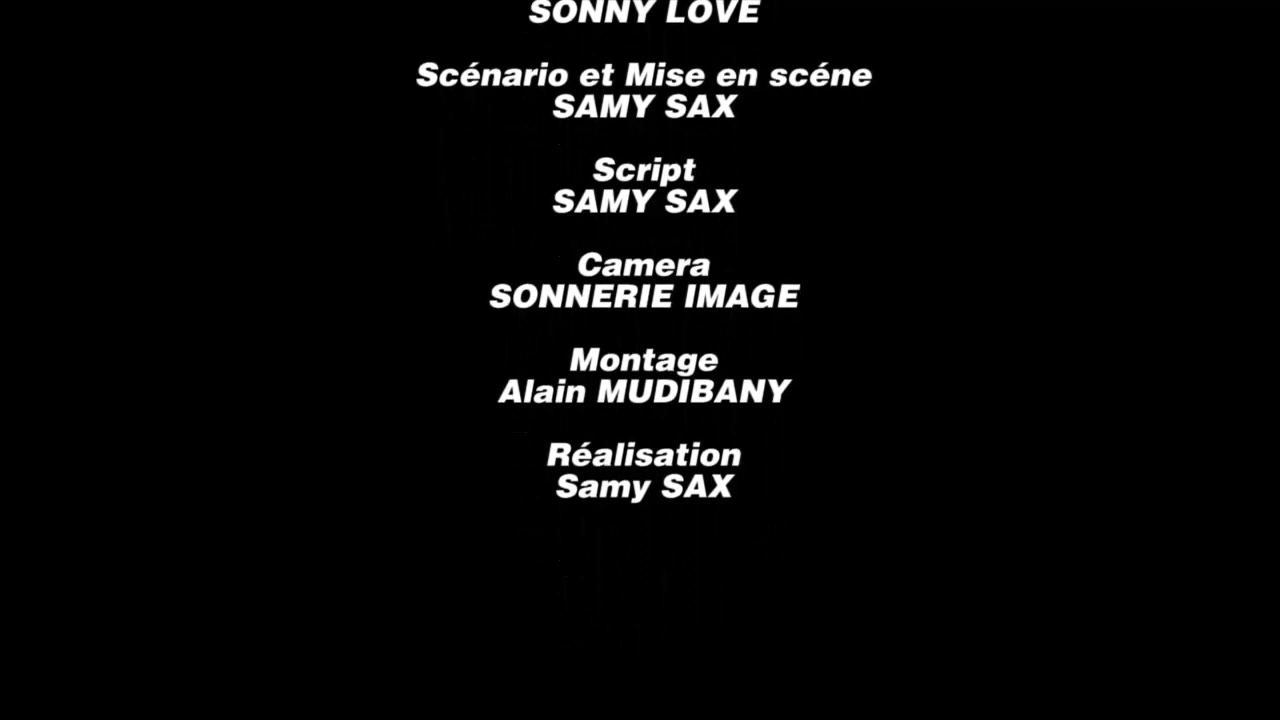 SONNY LOVE
Scénario et Mise en scéne
SAMY SAX
Script
SAMY SAX
Camera
SONNERIE IMAGE
Montage
Alain MUDIBANY
Réalisation
Samy SAX